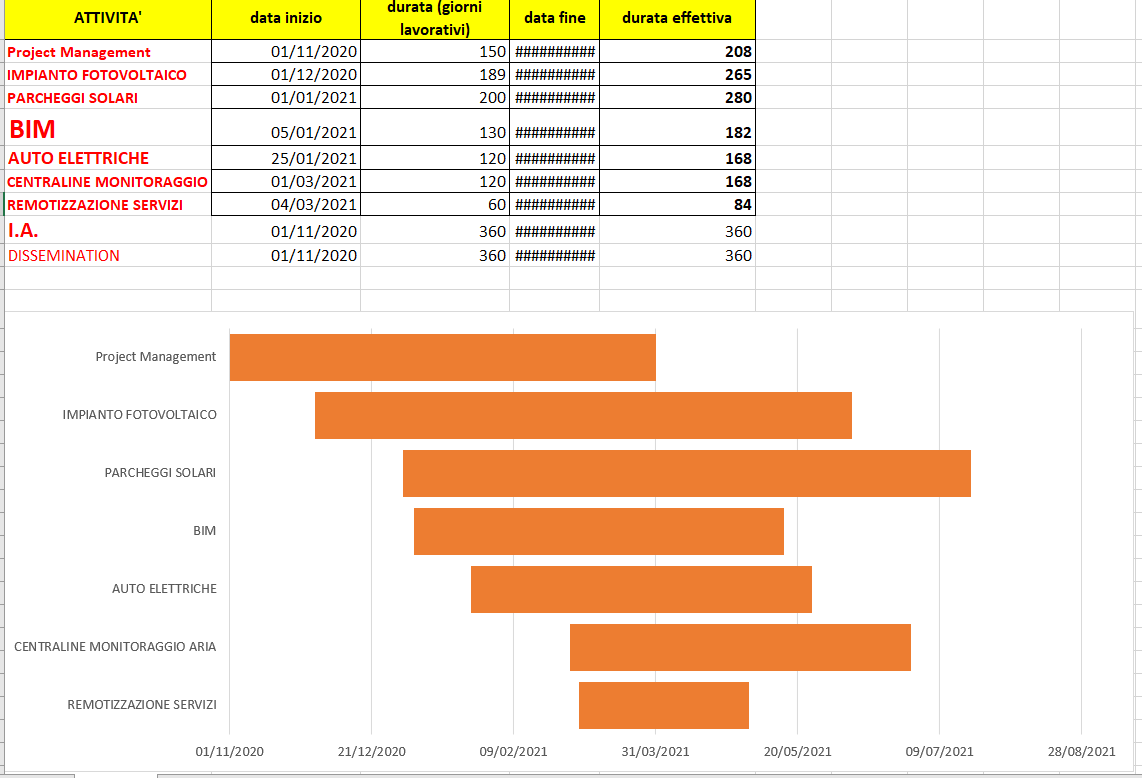 ATTIVITA' data inizio durata (giorni lavorativi) data fine durata effettiva
Project Management 01/11/2020 150 ########## 208
IMPIANTO FOTOVOLTAICO 01/12/2020 189 ########## 265
PARCHEGGI SOLARI 01/01/2021 200 ########## 280
BIM 05/01/2021 130 ########## 182
AUTO ELETTRICHE 25/01/2021 120 ########## 168
CENTRALINE MONITORAGGIO 01/03/2021 120 ########## 168
REMOTIZZAZIONE SERVIZI 04/03/2021 60 ########## 84
I.A. 01/11/2020 360 ########## 360
DISSEMINATION 01/11/2020 360 ########## 360
Project Management
IMPIANTO FOTOVOLTAICO
PARCHEGGI SOLARI
BIM
AUTO ELETTRICHE
CENTRALINE MONITORAGGIO ARIA
REMOTIZZAZIONE SERVIZI
01/11/2020 21/12/2020 09/02/2021 31/03/2021 20/05/2021 09/07/2021 28/08/2021